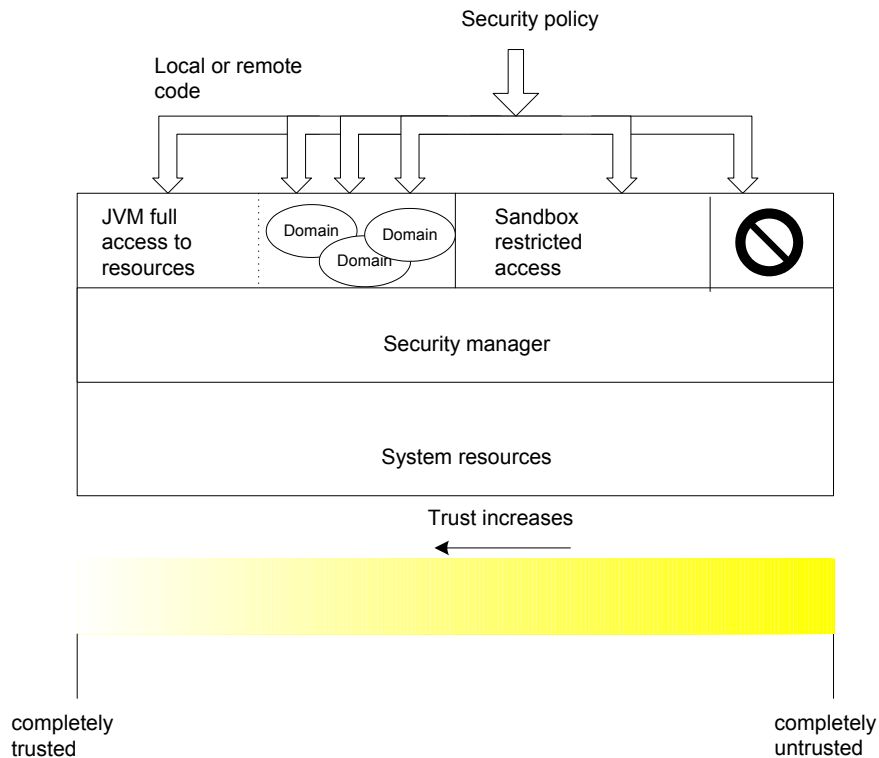 Security policy
Local or remote
code
JVM full
access to
resources
Domain
Domain
Domain
Sandbox
restricted
access
Security manager
System resources
Trust increases
completely
trusted
completely
untrusted